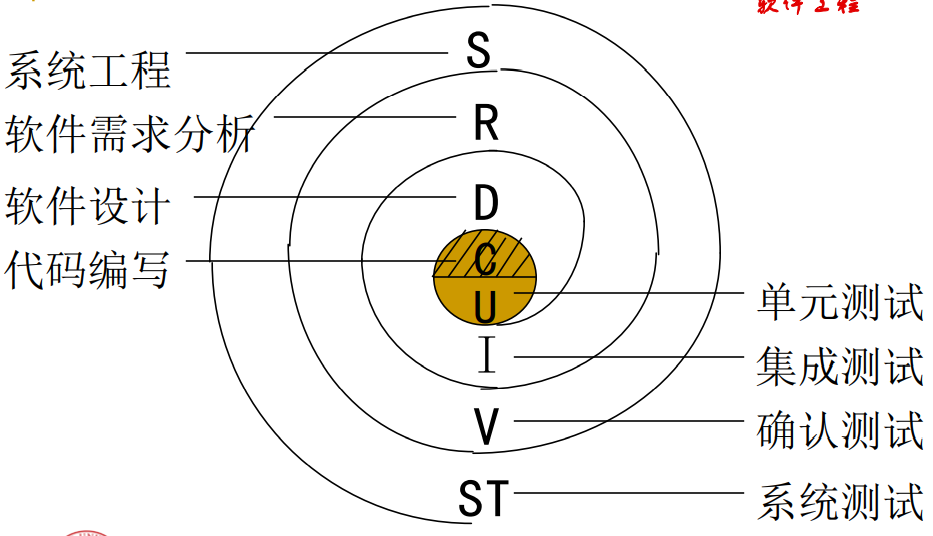 软件工程
系统工程
S
软件需求分析
R
软件设计
D
代码编写
C
U
单元测试
I
集成测试
V
确认测试
ST
系统测试